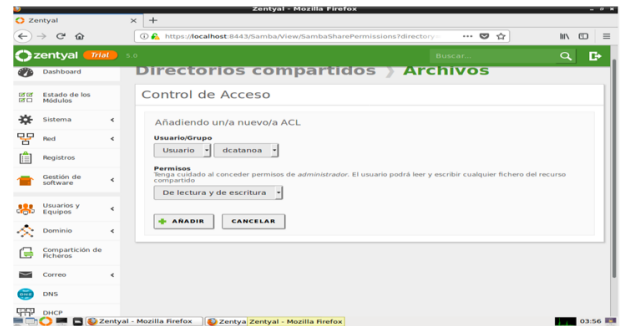 Zentyal - Mozilla Firefox
Zentyal
https://localhost:8443/Samba/View/SambaSharePermissions?directory
zentyal Trial 5.0
Buscar...
Directorios compartidos > Archivos
Dashboard
Estado de los
Módulos
Sistema
Red
Registros
Gestión de
software
Usuarios y
Equipos
Dominio
Compartición de
Ficheros
Correo
DNS
DHCP
Control de Acceso
Añadiendo un/a nuevo/a ACL
Usuario/Grupo
Usuario dcatanoa
Permisos
Tenga cuidado al conceder permisos de administrador. El usuario podrá leer y escribir cualquier fichero del recurso
compartido
De lectura y de escritura
AÑADIR CANCELAR
Zentyal - Mozilla Firefox Zentya Zentyal - Mozilla Firefox 03:56